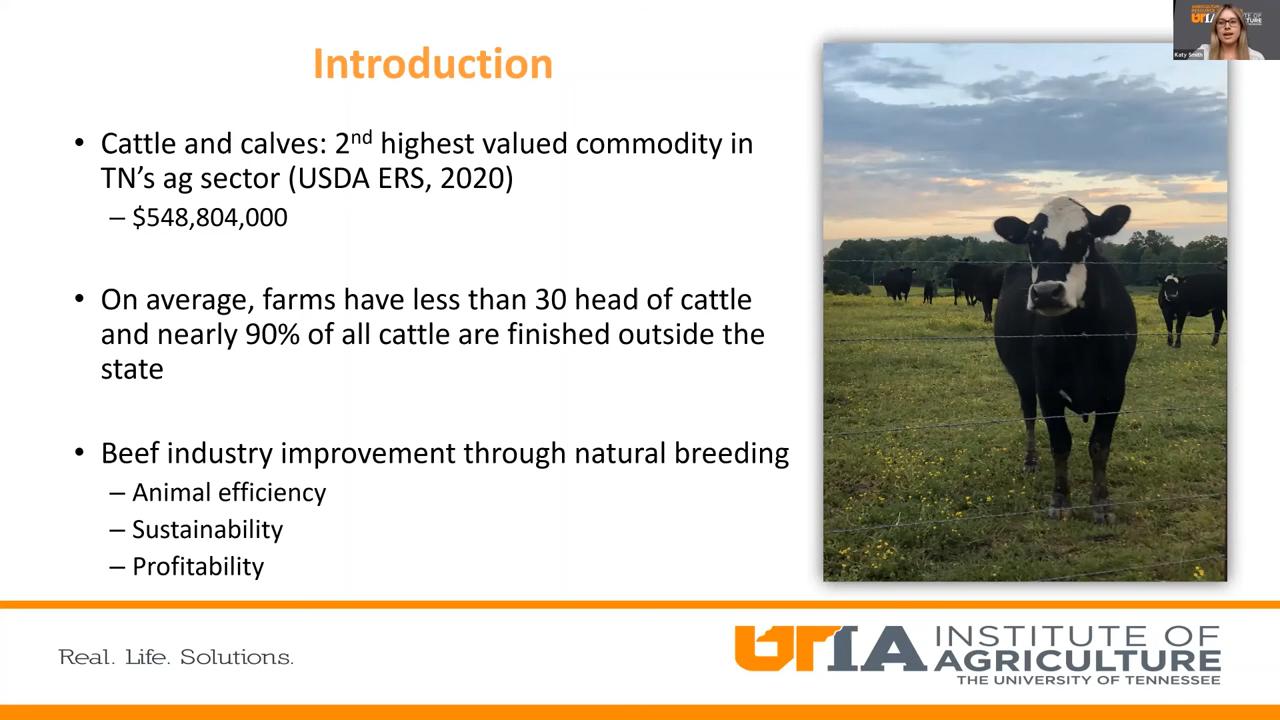 Introduction
• Cattle and calves: 2nd highest valued commodity in
TN’s ag sector (USDA ERS, 2020)
– $548,804,000
• On average, farms have less than 30 head of cattle
and nearly 90% of all cattle are finished outside the
state
• Beef industry improvement through natural breeding
– Animal efficiency
– Sustainability
– Profitability
Katy Smith
Real. Life. Solutions.
UTIA INSTITUTE OF
AGRICULTURE
THE UNIVERSITY OF TENNESSEE